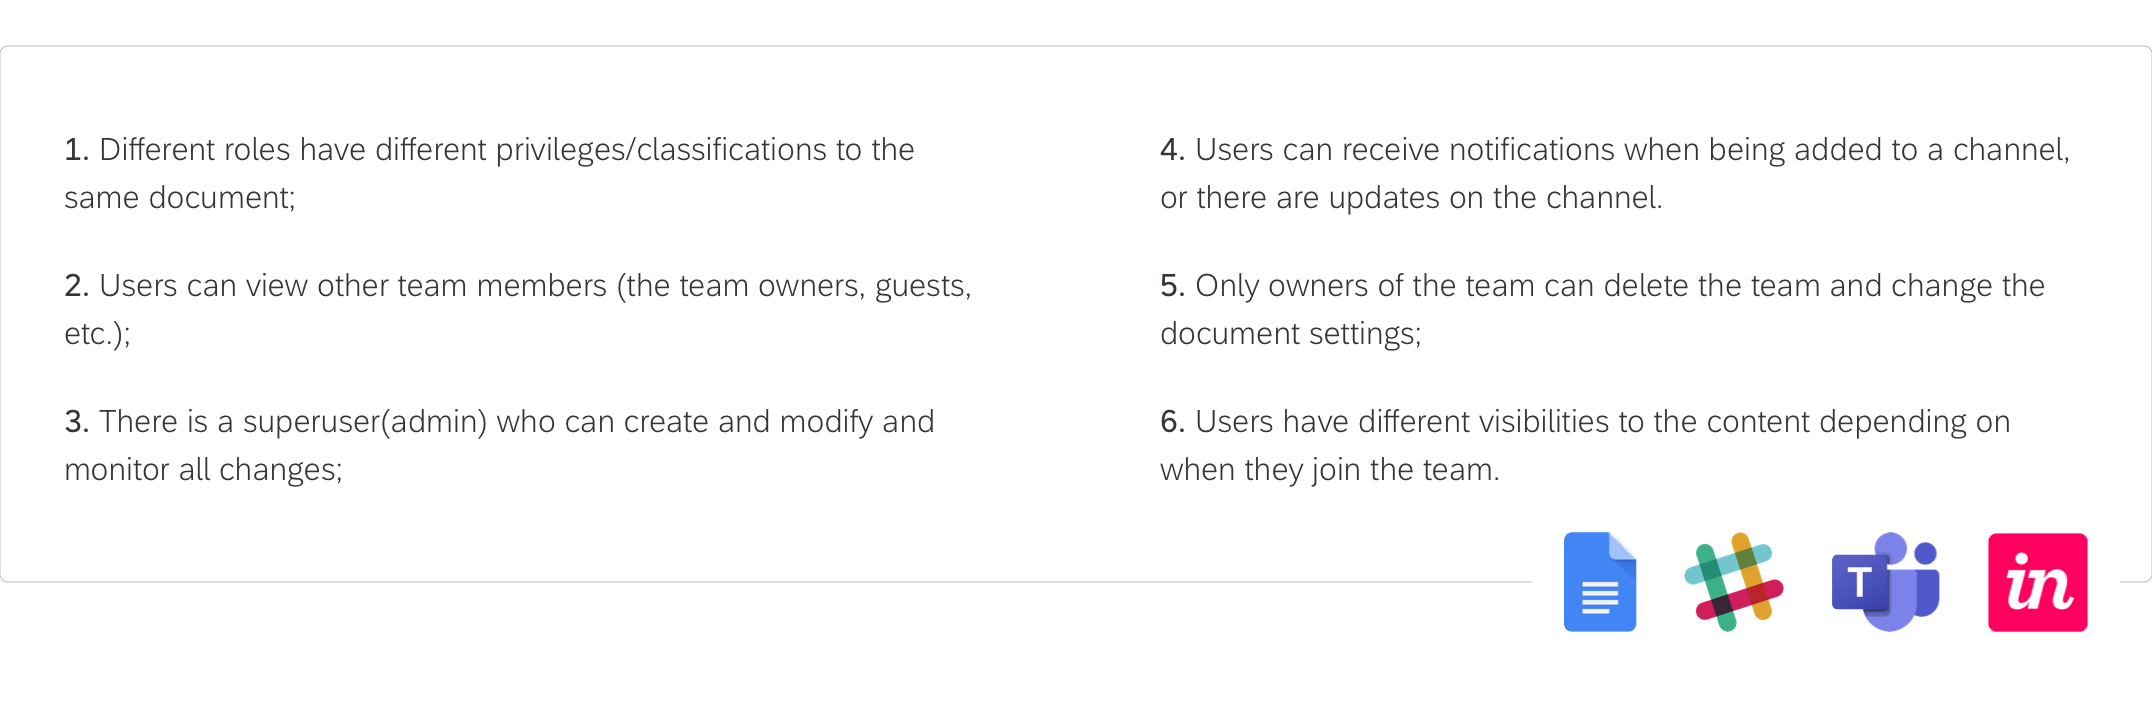 1. Different roles have different privileges/classifications to the
same document;
2. Users can view other team members (the team owners, guests,
etc.);
3. There is a superuser(admin) who can create and modify and
monitor all changes;
4. Users can receive notifications when being added to a channel,
or there are updates on the channel.
5. Only owners of the team can delete the team and change the
document settings;
6. Users have different visibilities to the content depending on
when they join the team.
T
in